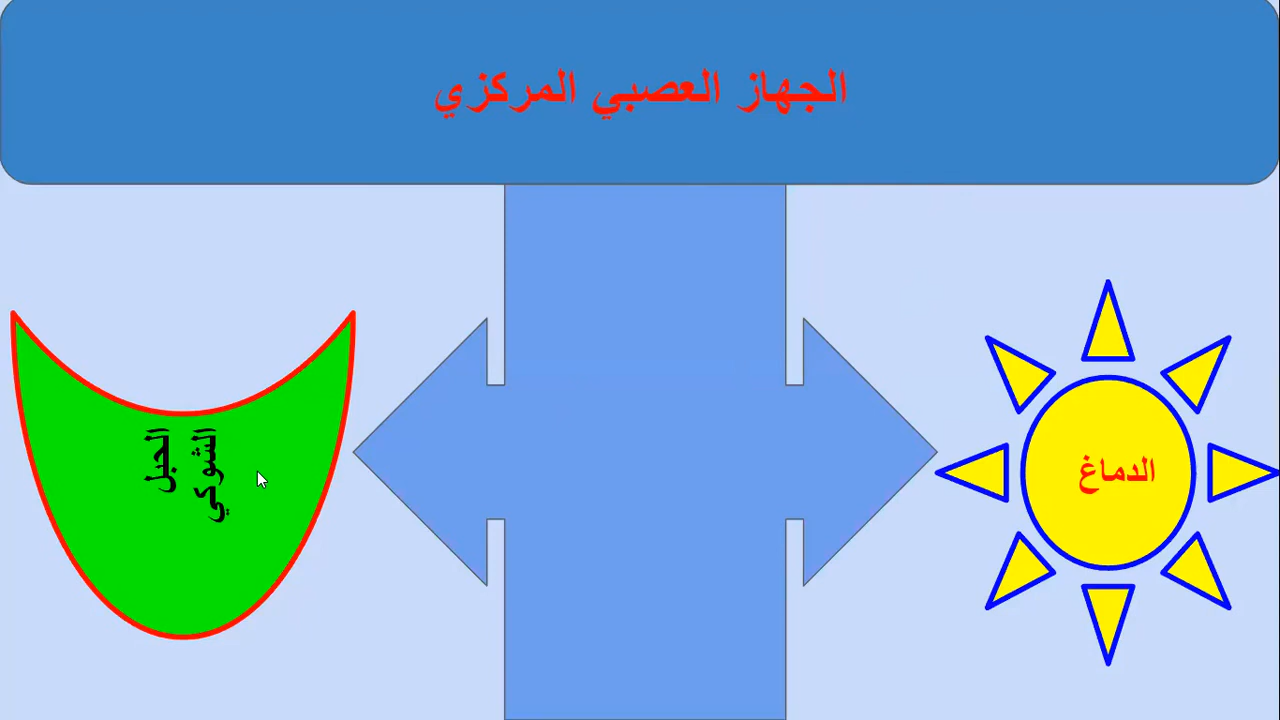 الجهاز العصبي المركزي
الدماغ
الحبل
الشوكي